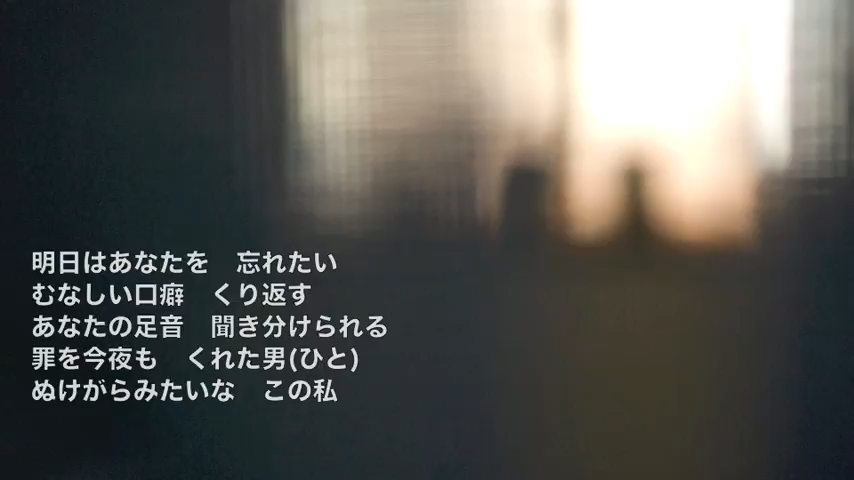 明日はあなたを　忘れたい
むなしい口癖　くり返す
あなたの足音　聞き分けられる
罪を今夜も　くれた男(ひと)
ぬけがらみたいな　この私